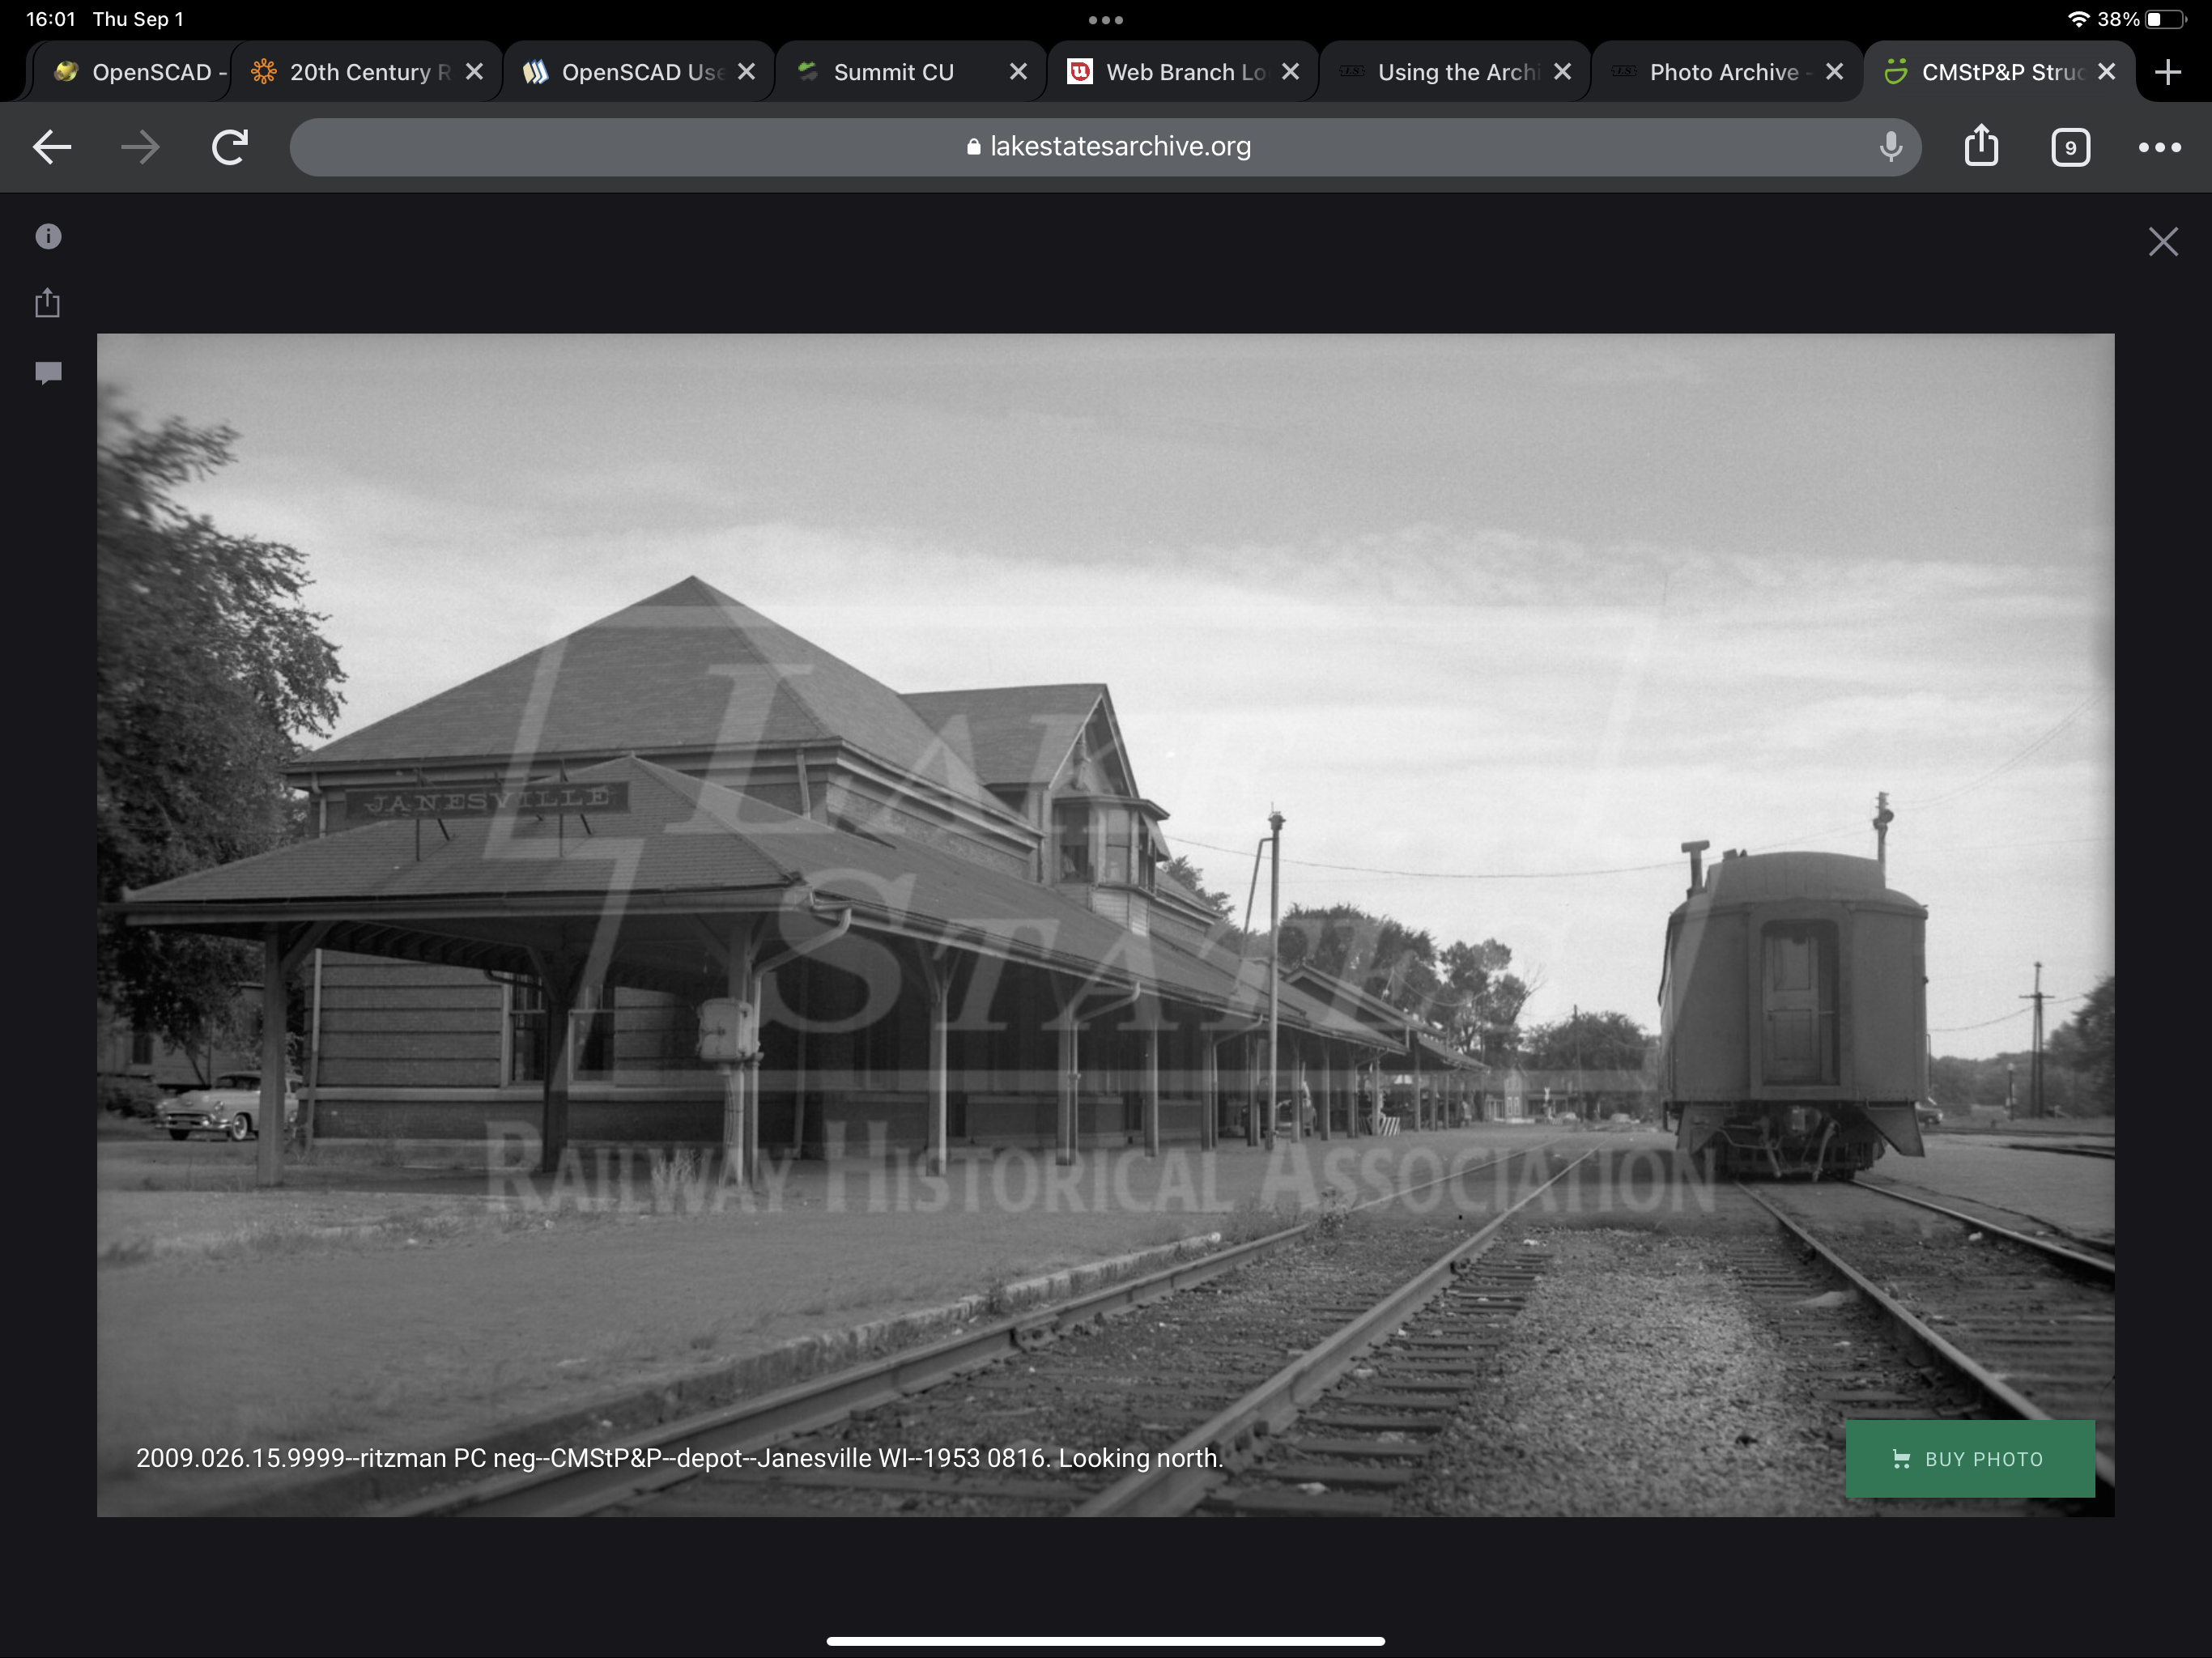 16:01 Thu Sep 1
38%
OpenSCAD -
20th Century R
OpenSCAD Use
Summit CU
Web Branch Lo
Using the Archi
Photo Archive -
CMStP&P Struc
lakestatesarchive.org
9
JANESVILLE
LAKE
STATES
RAILWAY HISTORICAL ASSOCIATION
2009.026.15.9999--ritzman PC neg--CMStP&P--depot--Janesville WI--1953 0816. Looking north.
BUY PHOTO